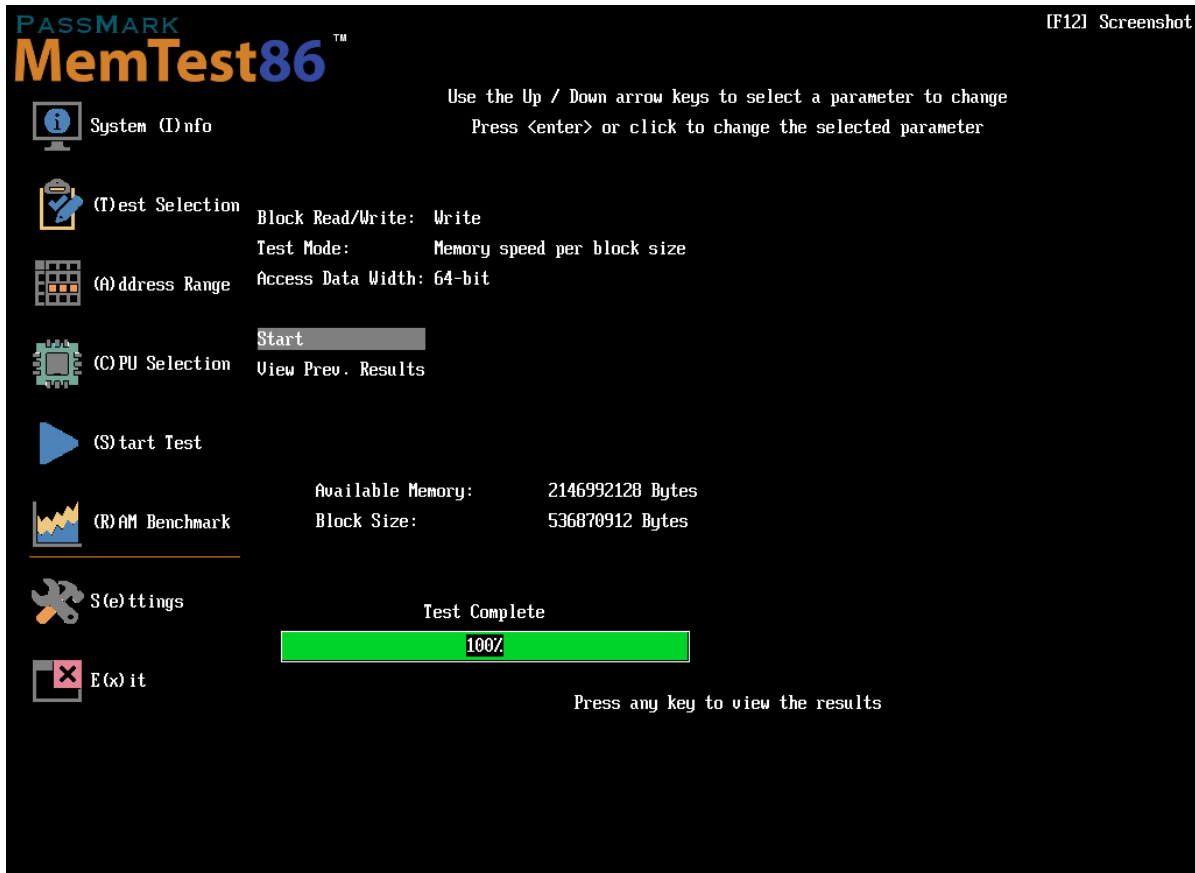 PASSMARK
MemTest86™
[F12] Screenshot
Use the Up / Down arrow keys to select a parameter to change
Press <enter> or click to change the selected parameter
System (I)nfo
(T)est Selection
(A)ddress Range
(C)PU Selection
(S)tart Test
(R)AM Benchmark
S(e)ttings
E(x)it
Block Read/Write: Write
Test Mode: Memory speed per block size
Access Data Width: 64-bit
Start
View Prev. Results
Available Memory: 2146992128 Bytes
Block Size: 536870912 Bytes
Test Complete
100%
Press any key to view the results